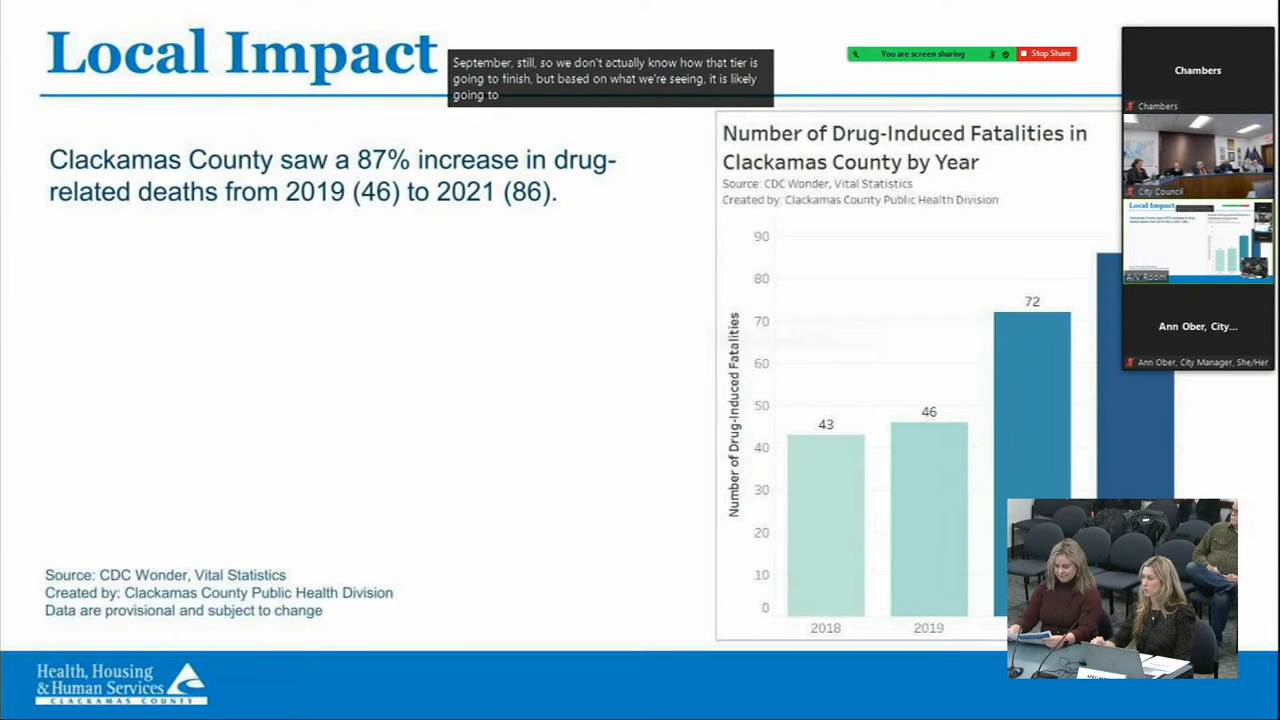 Local Impact
September, still, so we don't actually know how that tier is
going to finish, but based on what we're seeing, it is likely
going to
You are screen sharing
Stop Share
Clackamas County saw a 87% increase in drug-
related deaths from 2019 (46) to 2021 (86).
Number of Drug-Induced Fatalities in
Clackamas County by Year
Source: CDC Wonder, Vital Statistics
Created by: Clackamas County Public Health Division
Number of Drug-Induced Fatalities
90
80
70
60
50
40
30
20
10
0
43
46
72
2018
2019
Chambers
Chambers
City Council
Local Impact
A/V Room
Ann Ober, City...
Ann Ober, City Manager, She/Her
Source: CDC Wonder, Vital Statistics
Created by: Clackamas County Public Health Division
Data are provisional and subject to change
Health, Housing
& Human Services
CLACKAMAS COUNTY